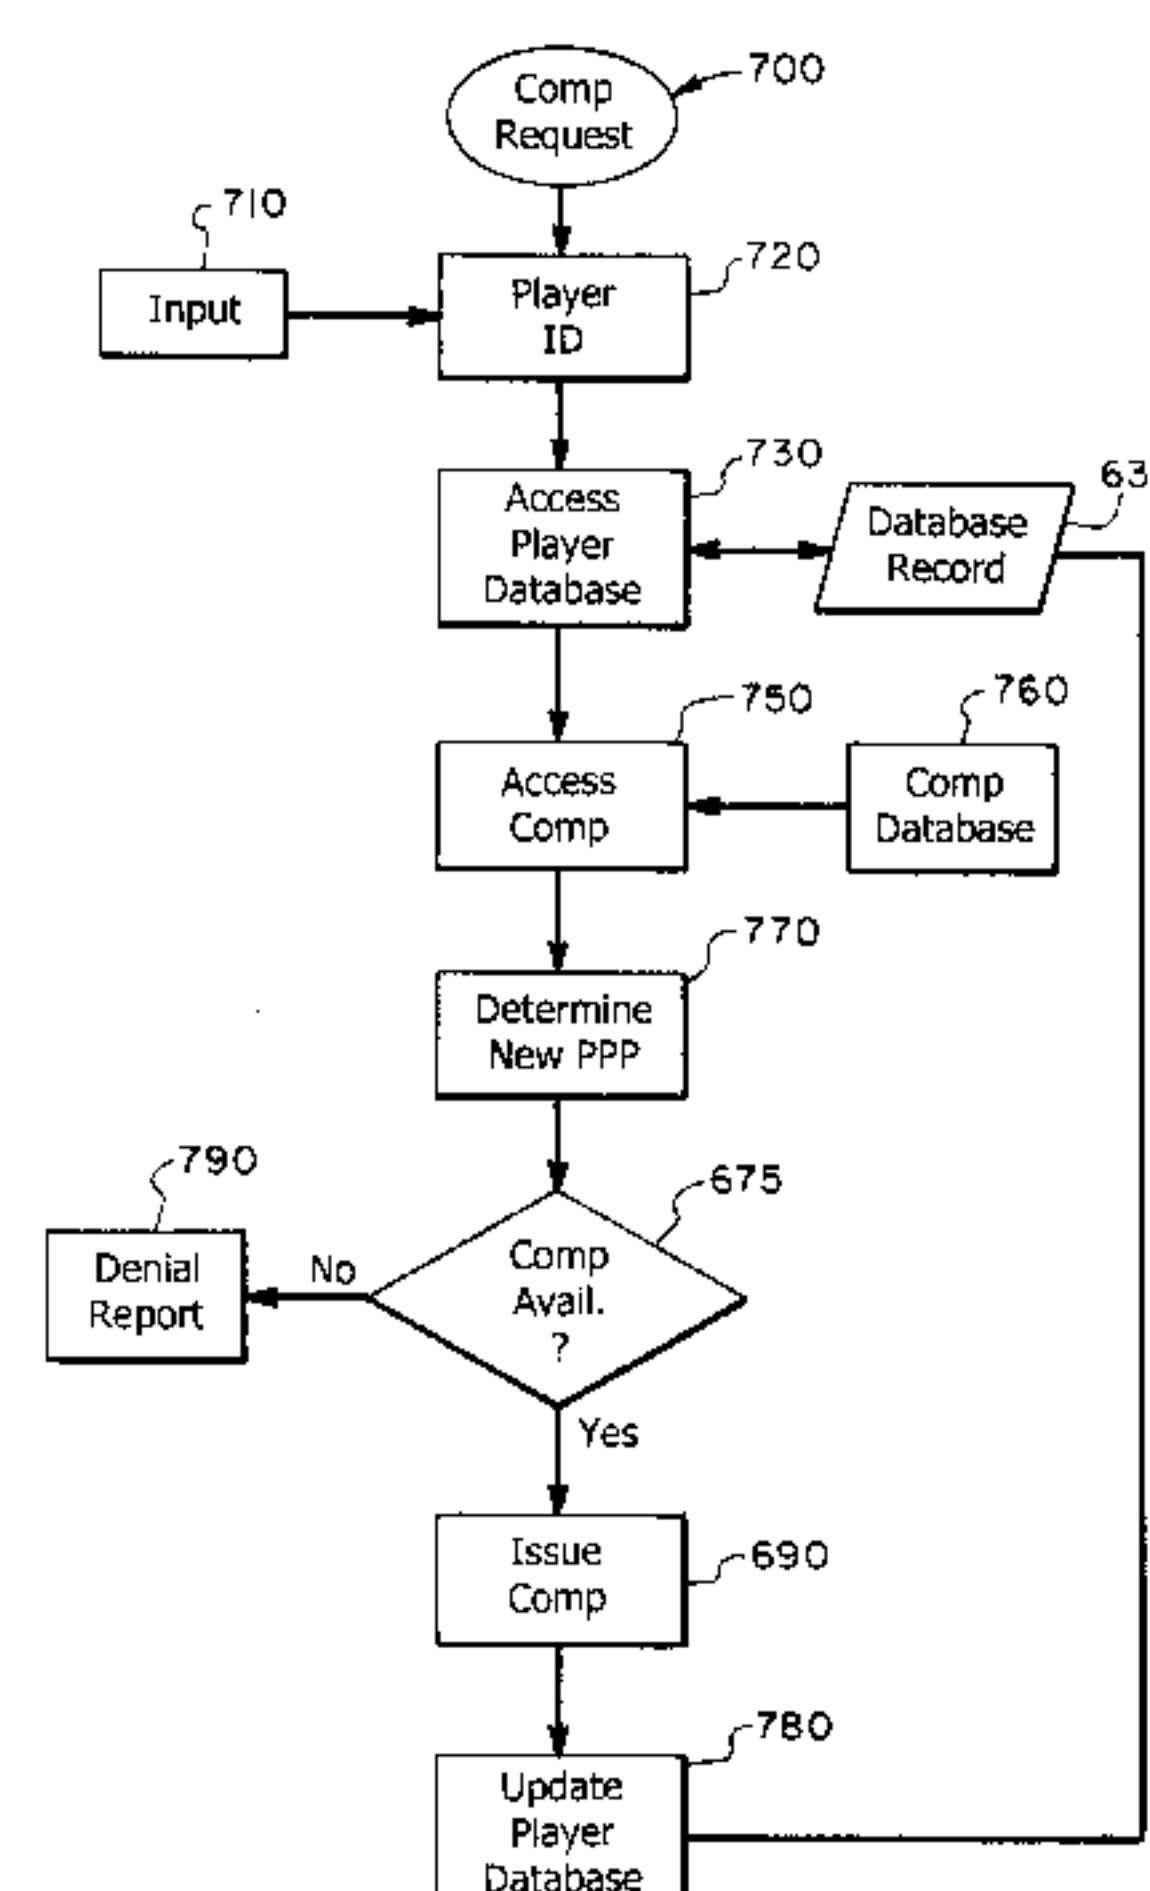 Comp
Request
700
710
Input
Player
ID
720
Access
Player
Database
730
Database
Record
63
Access
Comp
750
Comp
Database
760
Determine
New PPP
770
790
Denial
Report
No
Comp
Avail.
?
675
Yes
Issue
Comp
690
Update
Player
Database
780